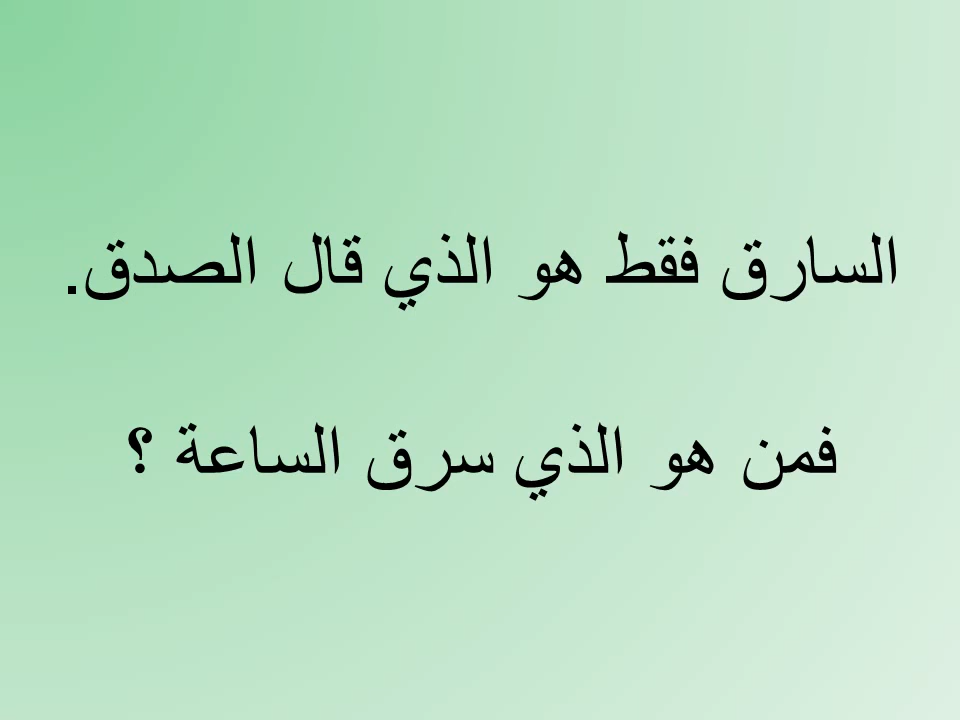 السارق فقط هو الذي قال الصدق.
فمن هو الذي سرق الساعة ؟